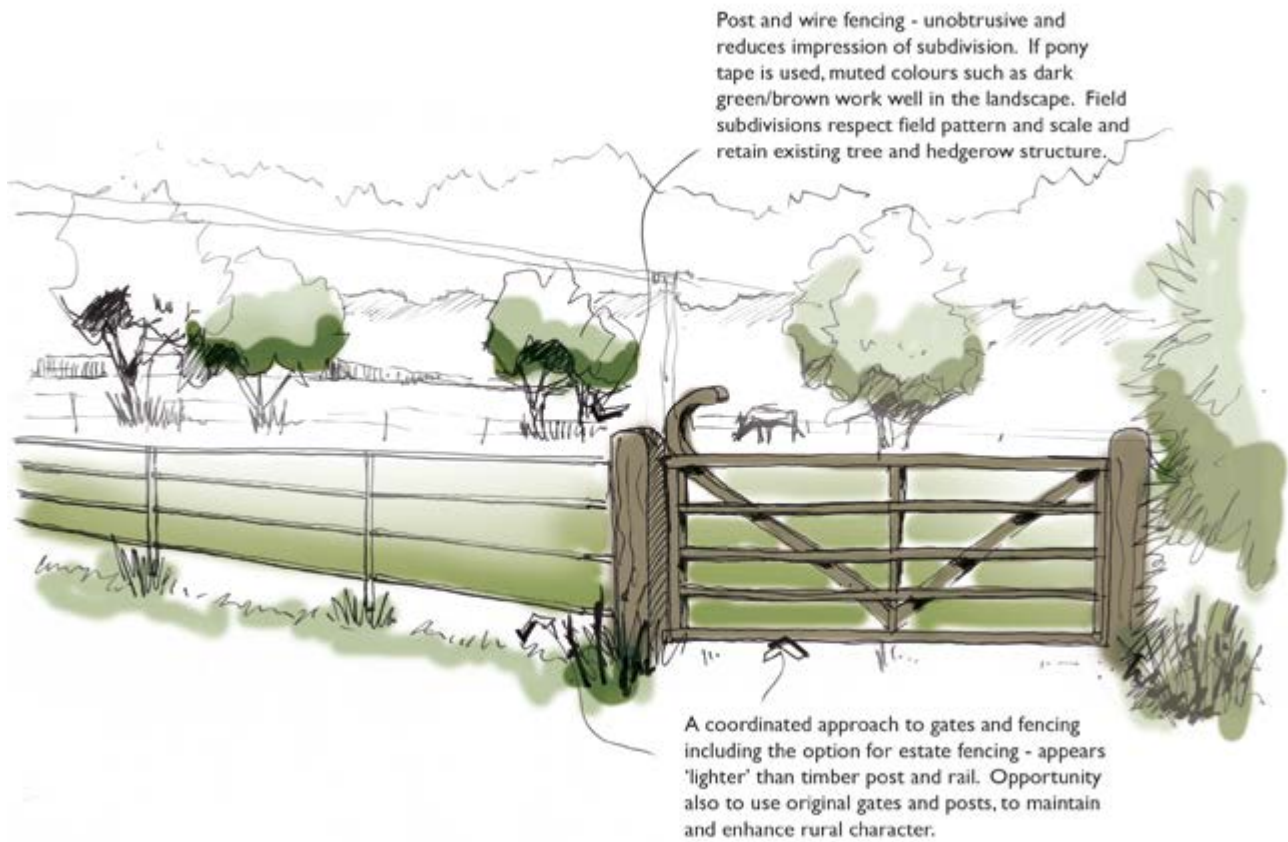 Post and wire fencing - unobtrusive and
reduces impression of subdivision. If pony
tape is used, muted colours such as dark
green/brown work well in the landscape. Field
subdivisions respect field pattern and scale and
retain existing tree and hedgerow structure.
A coordinated approach to gates and fencing
including the option for estate fencing - appears
‘lighter’ than timber post and rail. Opportunity
also to use original gates and posts, to maintain
and enhance rural character.